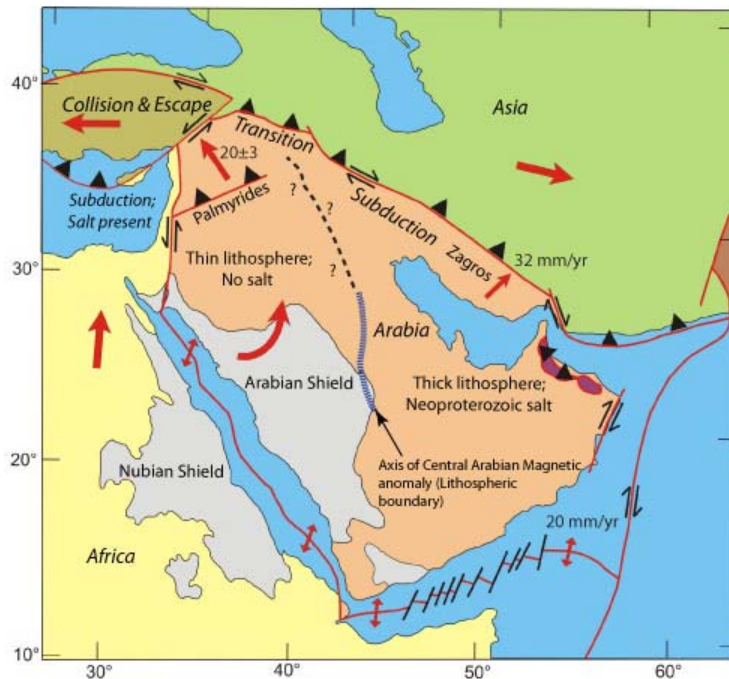 40°
Collision & Escape
Asia
Transition
20±3
Subduction;
Salt present
Palmyrides
Subduction
Zagros
32 mm/yr
?
?
?
30°
Thin lithosphere;
No salt
Arabia
Arabian Shield
Thick lithosphere;
Neoproterozoic salt
20°
Nubian Shield
Axis of Central Arabian Magnetic
anomaly (Lithospheric
boundary)
20 mm/yr
Africa
10°
30°
40°
50°
60°